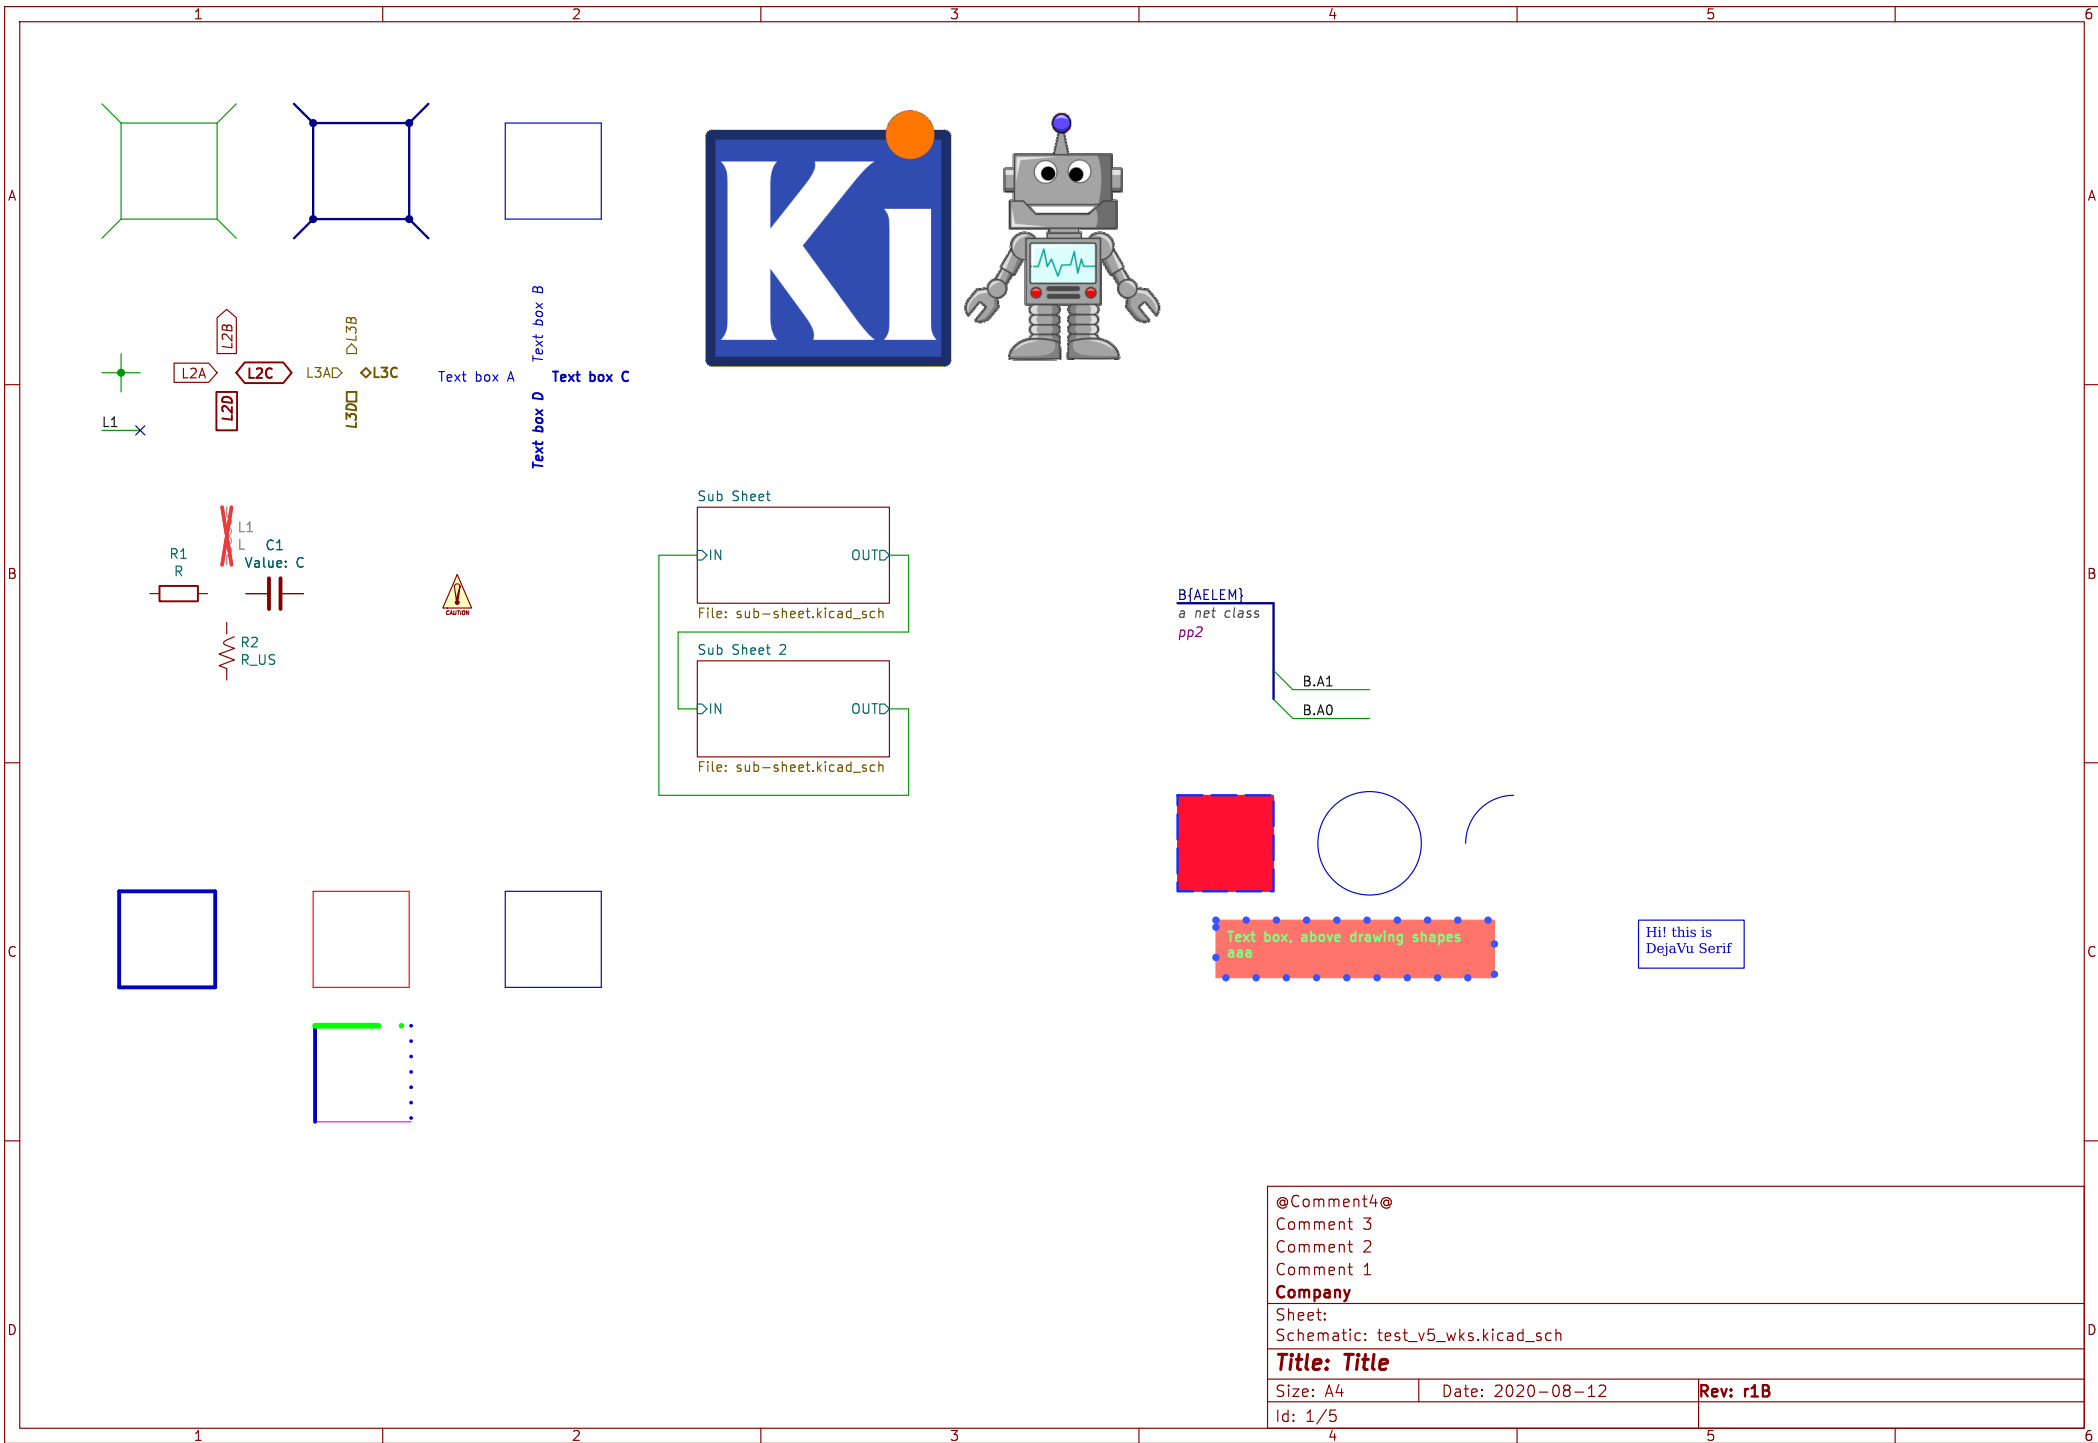 1 2 3 4 5 6
A A
Ki
L2B
L3B
Text box B
L2A L2C
L3A L3C
Text box A Text box C
L2D
L3D
Text box D
L1
Sub Sheet
IN OUT
File: sub-sheet.kicad_sch
L1
L
R1
R
C1
Value: C
CAUTION
R2
R_US
B B
B{AELEM}
a net class
pp2
Sub Sheet 2
IN OUT
File: sub-sheet.kicad_sch
B.A1
B.A0
C C
Text box, above drawing shapes
aaa
Hi! this is
DejaVu Serif
@Comment4@
Comment 3
Comment 2
Comment 1
Company
Sheet:
Schematic: test_v5_wks.kicad_sch
D D
Title: Title
Size: A4 Date: 2020-08-12 Rev: r1B
Id: 1/5
1 2 3 4 5 6